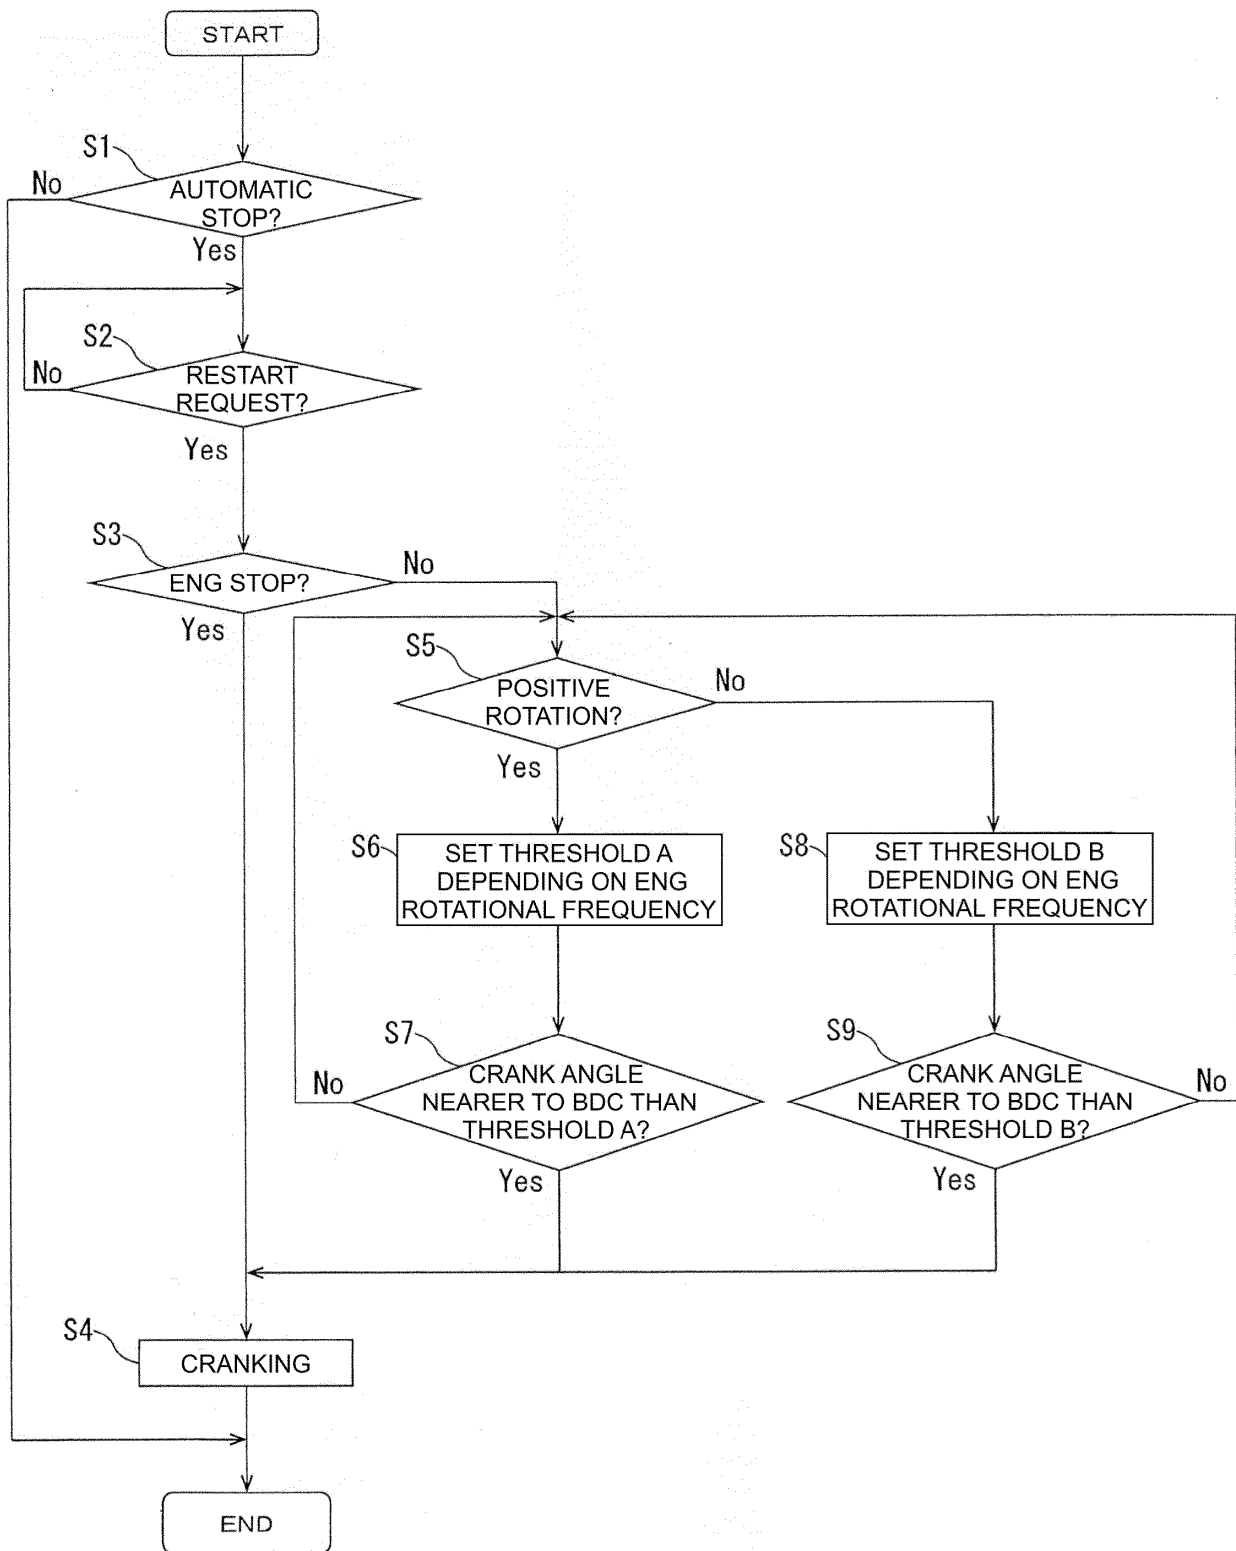 START
S1
No
AUTOMATIC
STOP?
Yes
S2
No
RESTART
REQUEST?
Yes
S3
No
ENG STOP?
Yes
S5
No
POSITIVE
ROTATION?
Yes
S6
SET THRESHOLD A
DEPENDING ON ENG
ROTATIONAL FREQUENCY
S8
SET THRESHOLD B
DEPENDING ON ENG
ROTATIONAL FREQUENCY
S7
No
CRANK ANGLE
NEARER TO BDC THAN
THRESHOLD A?
Yes
S9
No
CRANK ANGLE
NEARER TO BDC THAN
THRESHOLD B?
Yes
S4
CRANKING
END